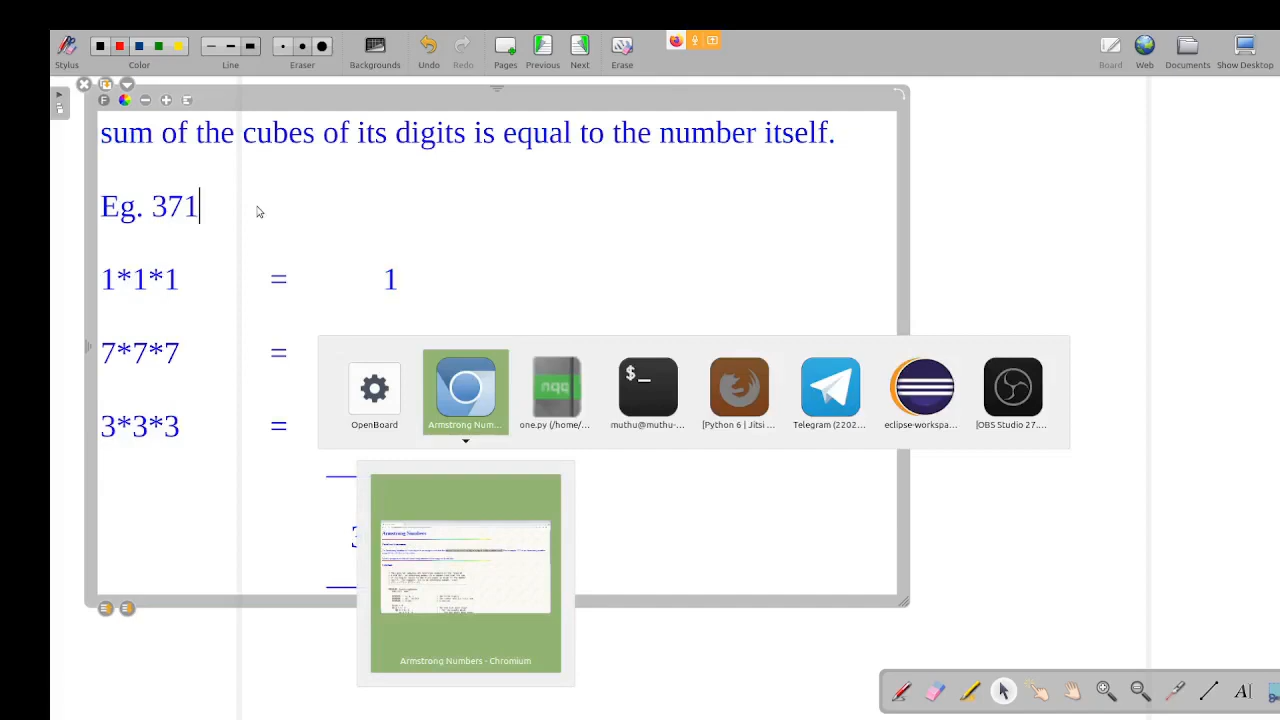 Stylus Color Line Eraser Backgrounds Undo Redo Pages Previous Next Erase Board Web Documents Show Desktop
sum of the cubes of its digits is equal to the number itself.
Eg. 371
1*1*1 = 1
7*7*7 =
3*3*3 =
OpenBoard Armstrong Num... one.py (/home/... muthu@muthu-... [Python 6 | Jitsi ... Telegram (2202... eclipse-workspa... [OBS Studio 27....
Armstrong Numbers
Armstrong Numbers - Chromium